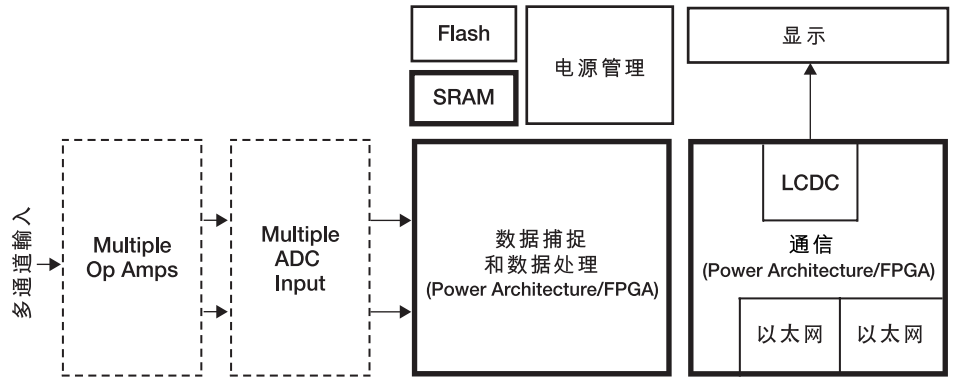 Flash
SRAM
电源管理
显示
多通道輸入
Multiple
Op Amps
Multiple
ADC
Input
数据捕捉
和数据处理
(Power Architecture/FPGA)
LCDC
通信
(Power Architecture/FPGA)
以太网
以太网